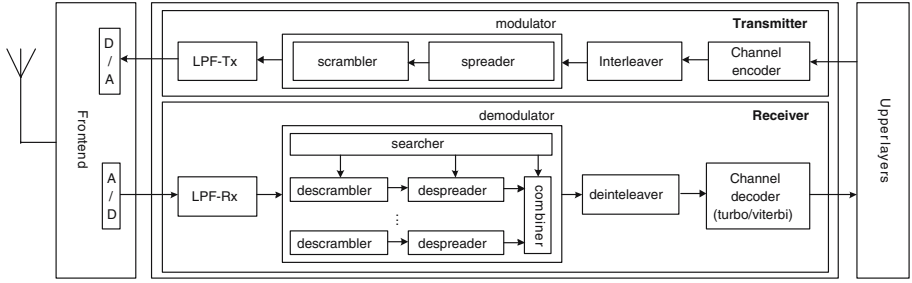 modulator
Transmitter
D
/
A
LPF-Tx
scrambler
spreader
Interleaver
Channel
encoder
Frontend
Upperlayers
demodulator
Receiver
searcher
A
/
D
LPF-Rx
descrambler
despreader
combiner
deinteleaver
Channel
decoder
(turbo/viterbi)
...
descrambler
despreader